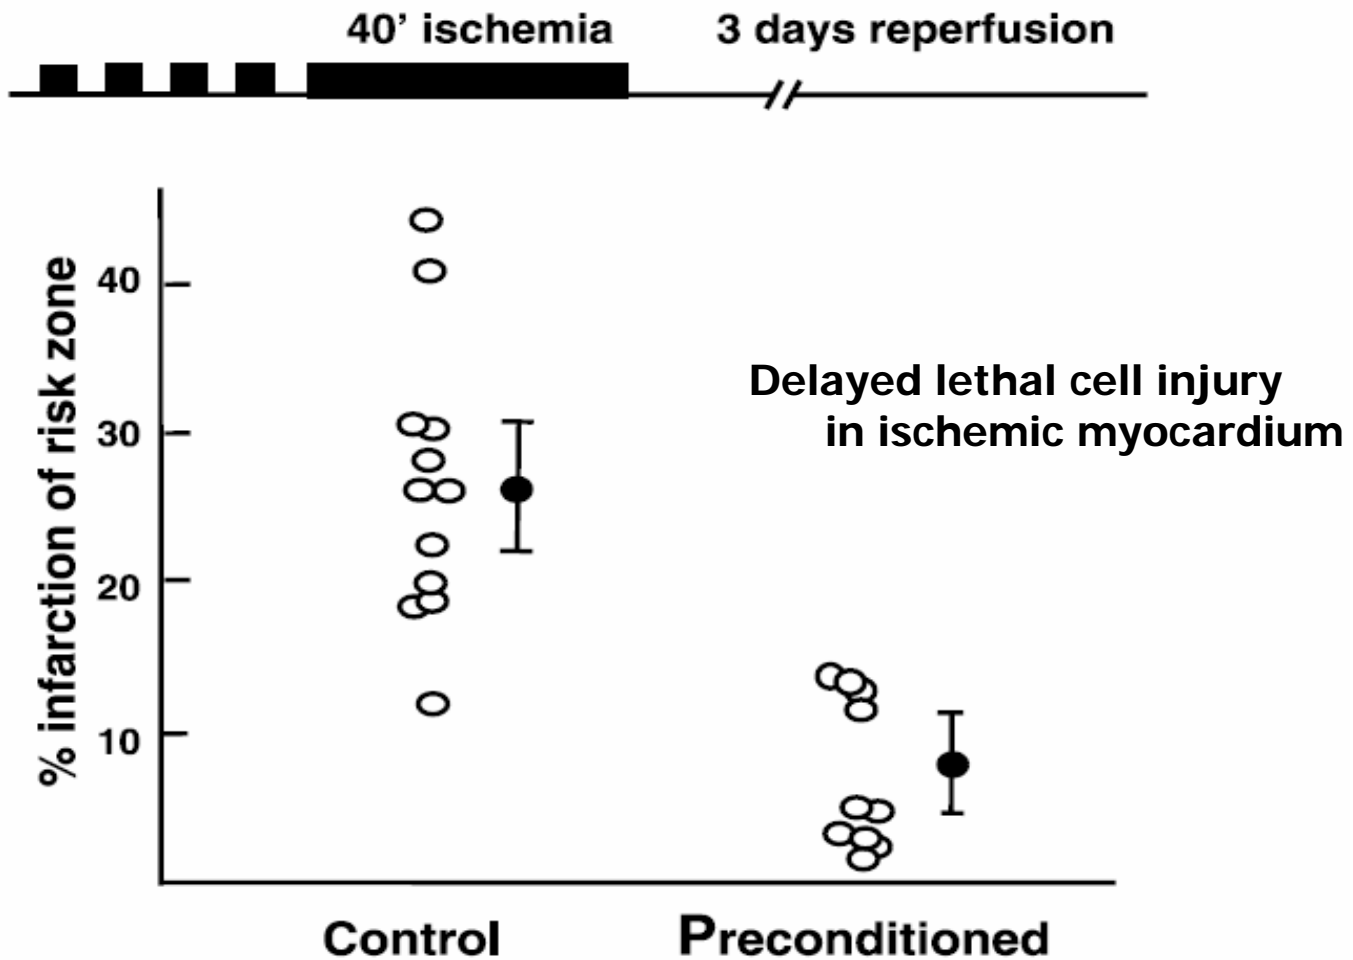 40’ ischemia
3 days reperfusion
% infarction of risk zone
40
30
20
10
Delayed lethal cell injury
in ischemic myocardium
Control
Preconditioned